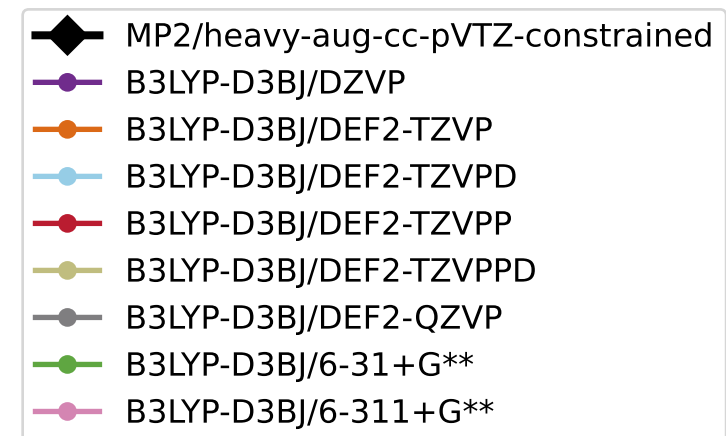 MP2/heavy-aug-cc-pVTZ-constrained
B3LYP-D3BJ/DZVP
B3LYP-D3BJ/DEF2-TZVP
B3LYP-D3BJ/DEF2-TZVPD
B3LYP-D3BJ/DEF2-TZVPP
B3LYP-D3BJ/DEF2-TZVPPD
B3LYP-D3BJ/DEF2-QZVP
B3LYP-D3BJ/6-31+G**
B3LYP-D3BJ/6-311+G**